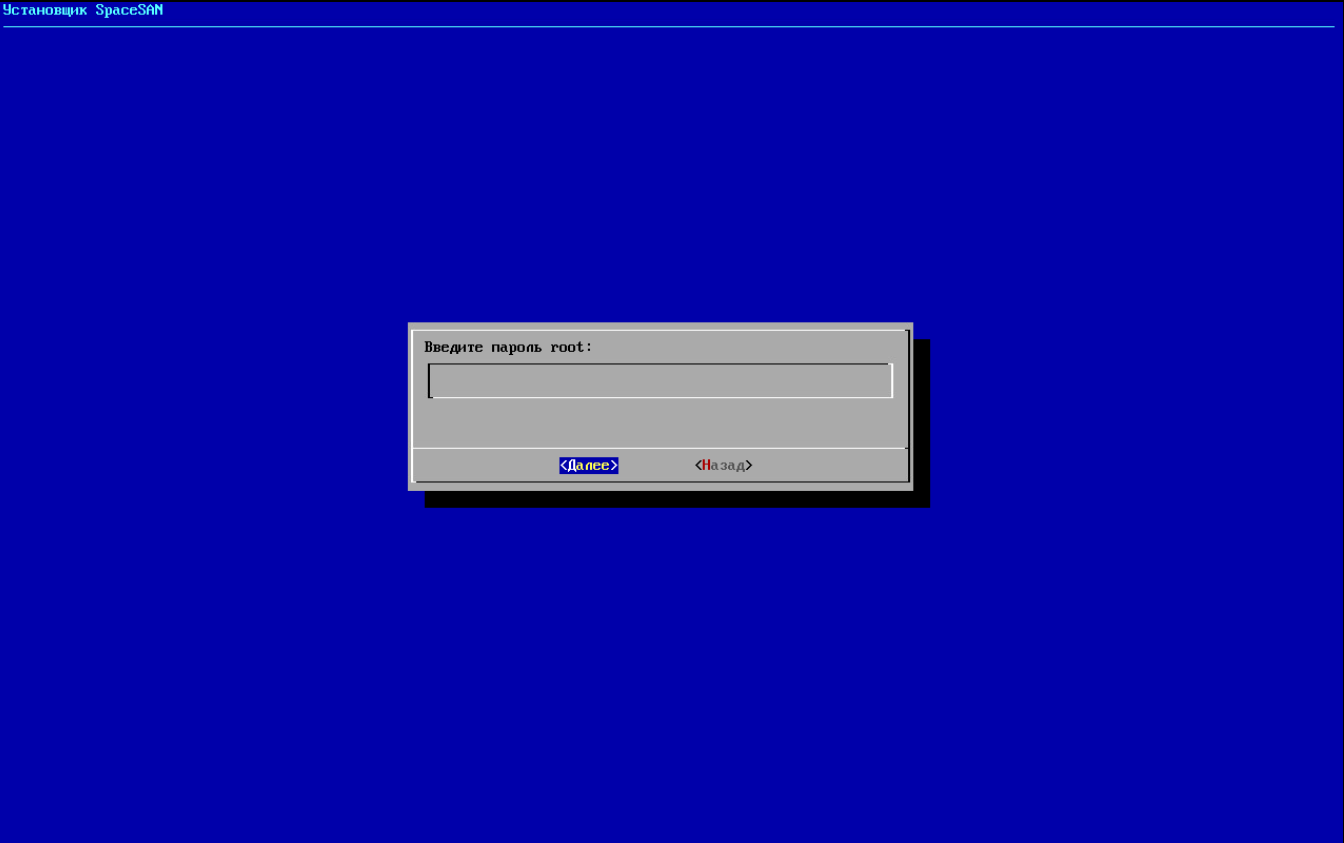 Установщик SpaceSAN
Введите пароль root:
<Далее> <Назад>